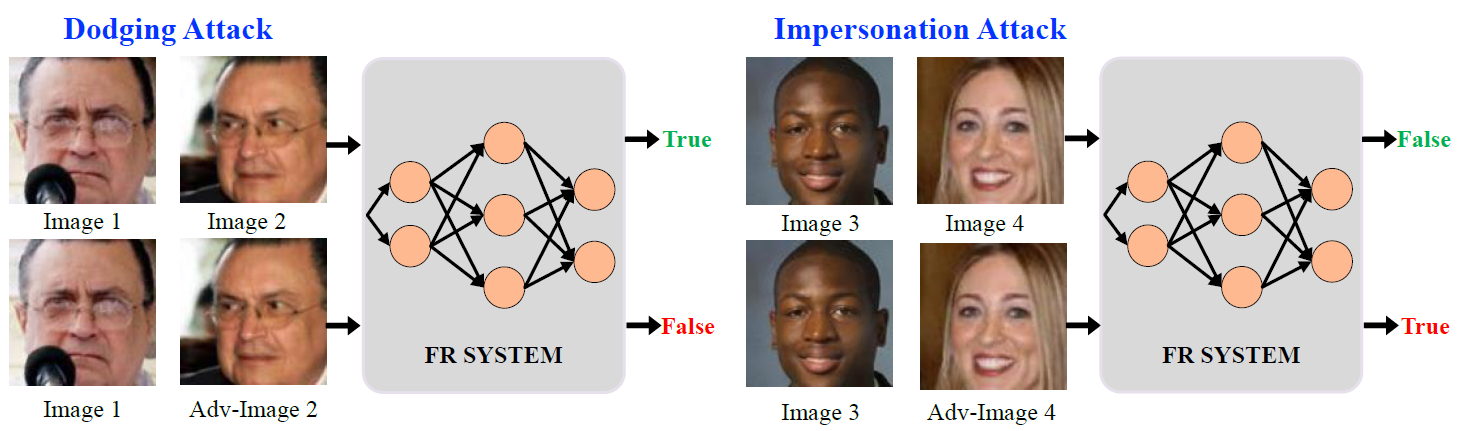 Dodging Attack
Impersonation Attack
True
False
Image 1
Image 2
Image 3
Image 4
False
True
FR SYSTEM
FR SYSTEM
Image 1
Adv-Image 2
Image 3
Adv-Image 4